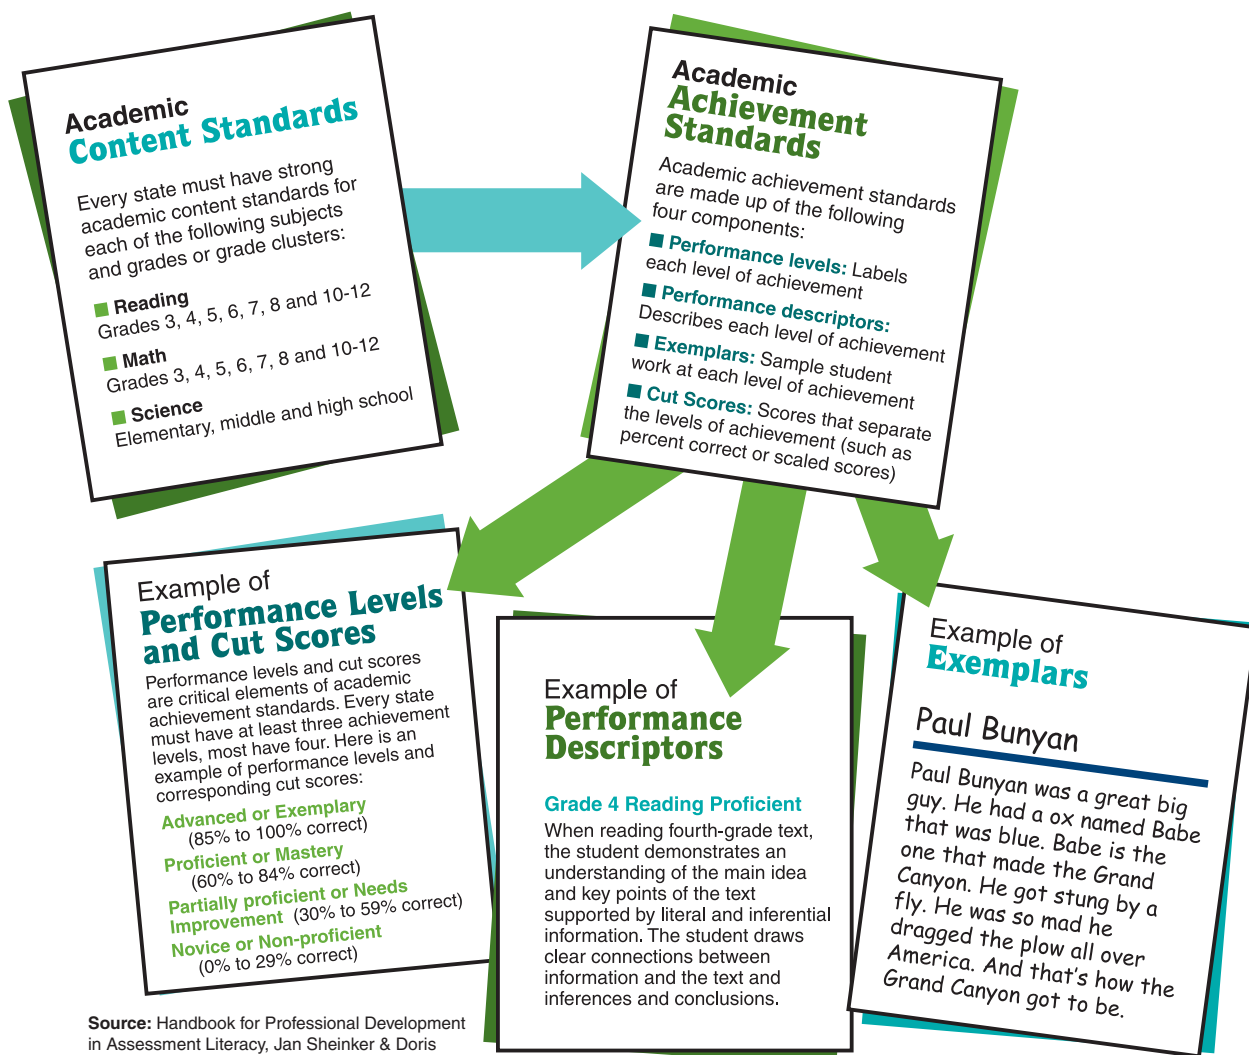 Academic
Content Standards
Every state must have strong
academic content standards for
each of the following subjects
and grades or grade clusters:
■ Reading
Grades 3, 4, 5, 6, 7, 8 and 10-12
■ Math
Grades 3, 4, 5, 6, 7, 8 and 10-12
■ Science
Elementary, middle and high school
Academic
Achievement
Standards
Academic achievement standards
are made up of the following
four components:
■ Performance levels: Labels
each level of achievement
■ Performance descriptors:
Describes each level of achievement
■ Exemplars: Sample student
work at each level of achievement
■ Cut Scores: Scores that separate
the levels of achievement (such as
percent correct or scaled scores)
Example of
Performance Levels
and Cut Scores
Performance levels and cut scores
are critical elements of academic
achievement standards. Every state
must have at least three achievement
levels, most have four. Here is an
example of performance levels and
corresponding cut scores:
Advanced or Exemplary
(85% to 100% correct)
Proficient or Mastery
(60% to 84% correct)
Partially proficient or Needs
Improvement (30% to 59% correct)
Novice or Non-proficient
(0% to 29% correct)
Example of
Performance
Descriptors
Grade 4 Reading Proficient
When reading fourth-grade text,
the student demonstrates an
understanding of the main idea
and key points of the text
supported by literal and inferential
information. The student draws
clear connections between
information and the text and
inferences and conclusions.
Example of
Exemplars
Paul Bunyan
Paul Bunyan was a great big
guy. He had a ox named Babe
that was blue. Babe is the
one that made the Grand
Canyon. He got stung by a
fly. He was so mad he
dragged the plow all over
America. And that's how the
Grand Canyon got to be.
Source: Handbook for Professional Development
in Assessment Literacy, Jan Sheinker & Doris